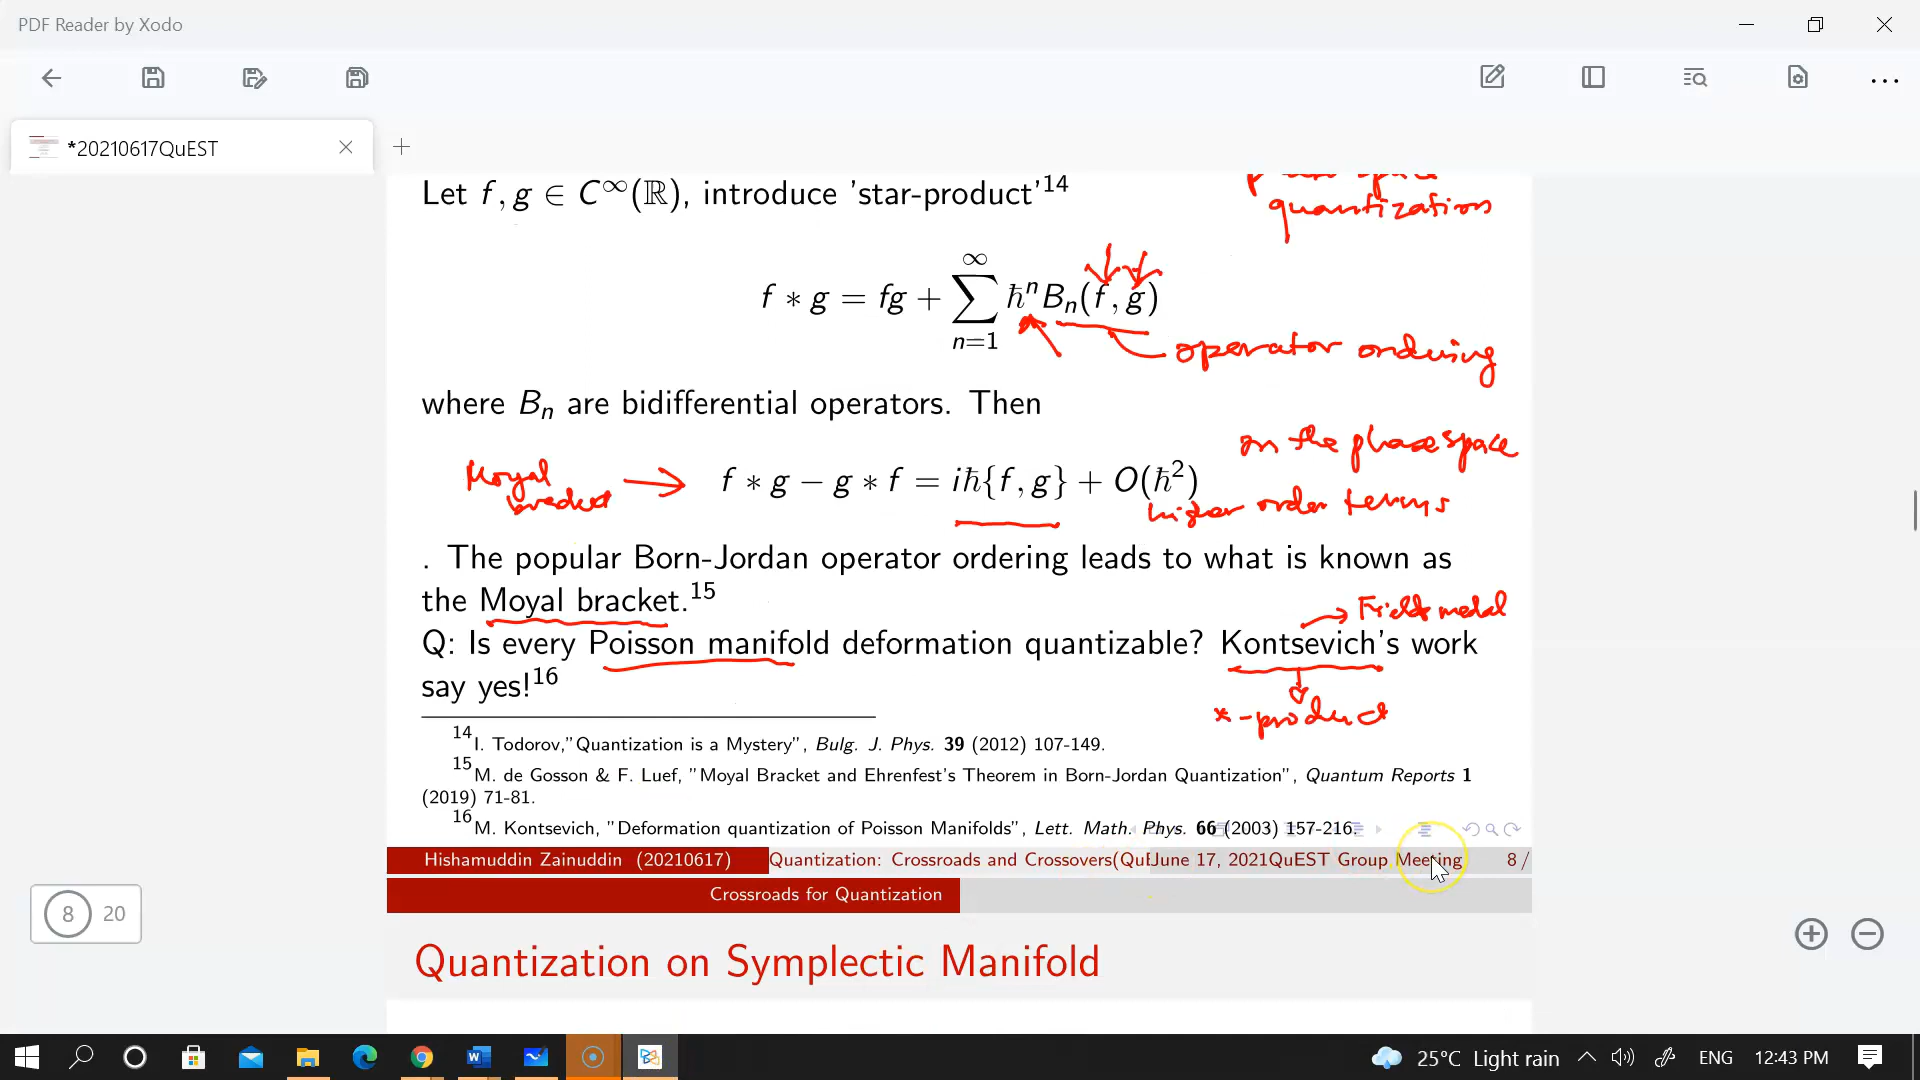 PDF Reader by Xodo
*20210617QuEST
Let f, g ∈ C∞(ℝ), introduce 'star-product'14
quantization
f ∗ g = fg + ∑_{n=1}^{∞} ħⁿBₙ(f, g)
operator ordering
where Bₙ are bidifferential operators. Then
on the phase space
Moyal bracket → f ∗ g − g ∗ f = iħ{f, g} + O(ħ²)
higher order terms
. The popular Born-Jordan operator ordering leads to what is known as
the Moyal bracket.15
→ Fields medal
Q: Is every Poisson manifold deformation quantizable? Kontsevich's work
say yes!16
*-product
14 I. Todorov,"Quantization is a Mystery", Bulg. J. Phys. 39 (2012) 107-149.
15 M. de Gosson & F. Luef, "Moyal Bracket and Ehrenfest's Theorem in Born-Jordan Quantization", Quantum Reports 1
(2019) 71-81.
16 M. Kontsevich, "Deformation quantization of Poisson Manifolds", Lett. Math. Phys. 66 (2003) 157-216.
Hishamuddin Zainuddin (20210617) Quantization: Crossroads and Crossovers(Qu June 17, 2021QuEST Group Meeting 8 /
Crossroads for Quantization
8 20
Quantization on Symplectic Manifold
25°C Light rain ENG 12:43 PM